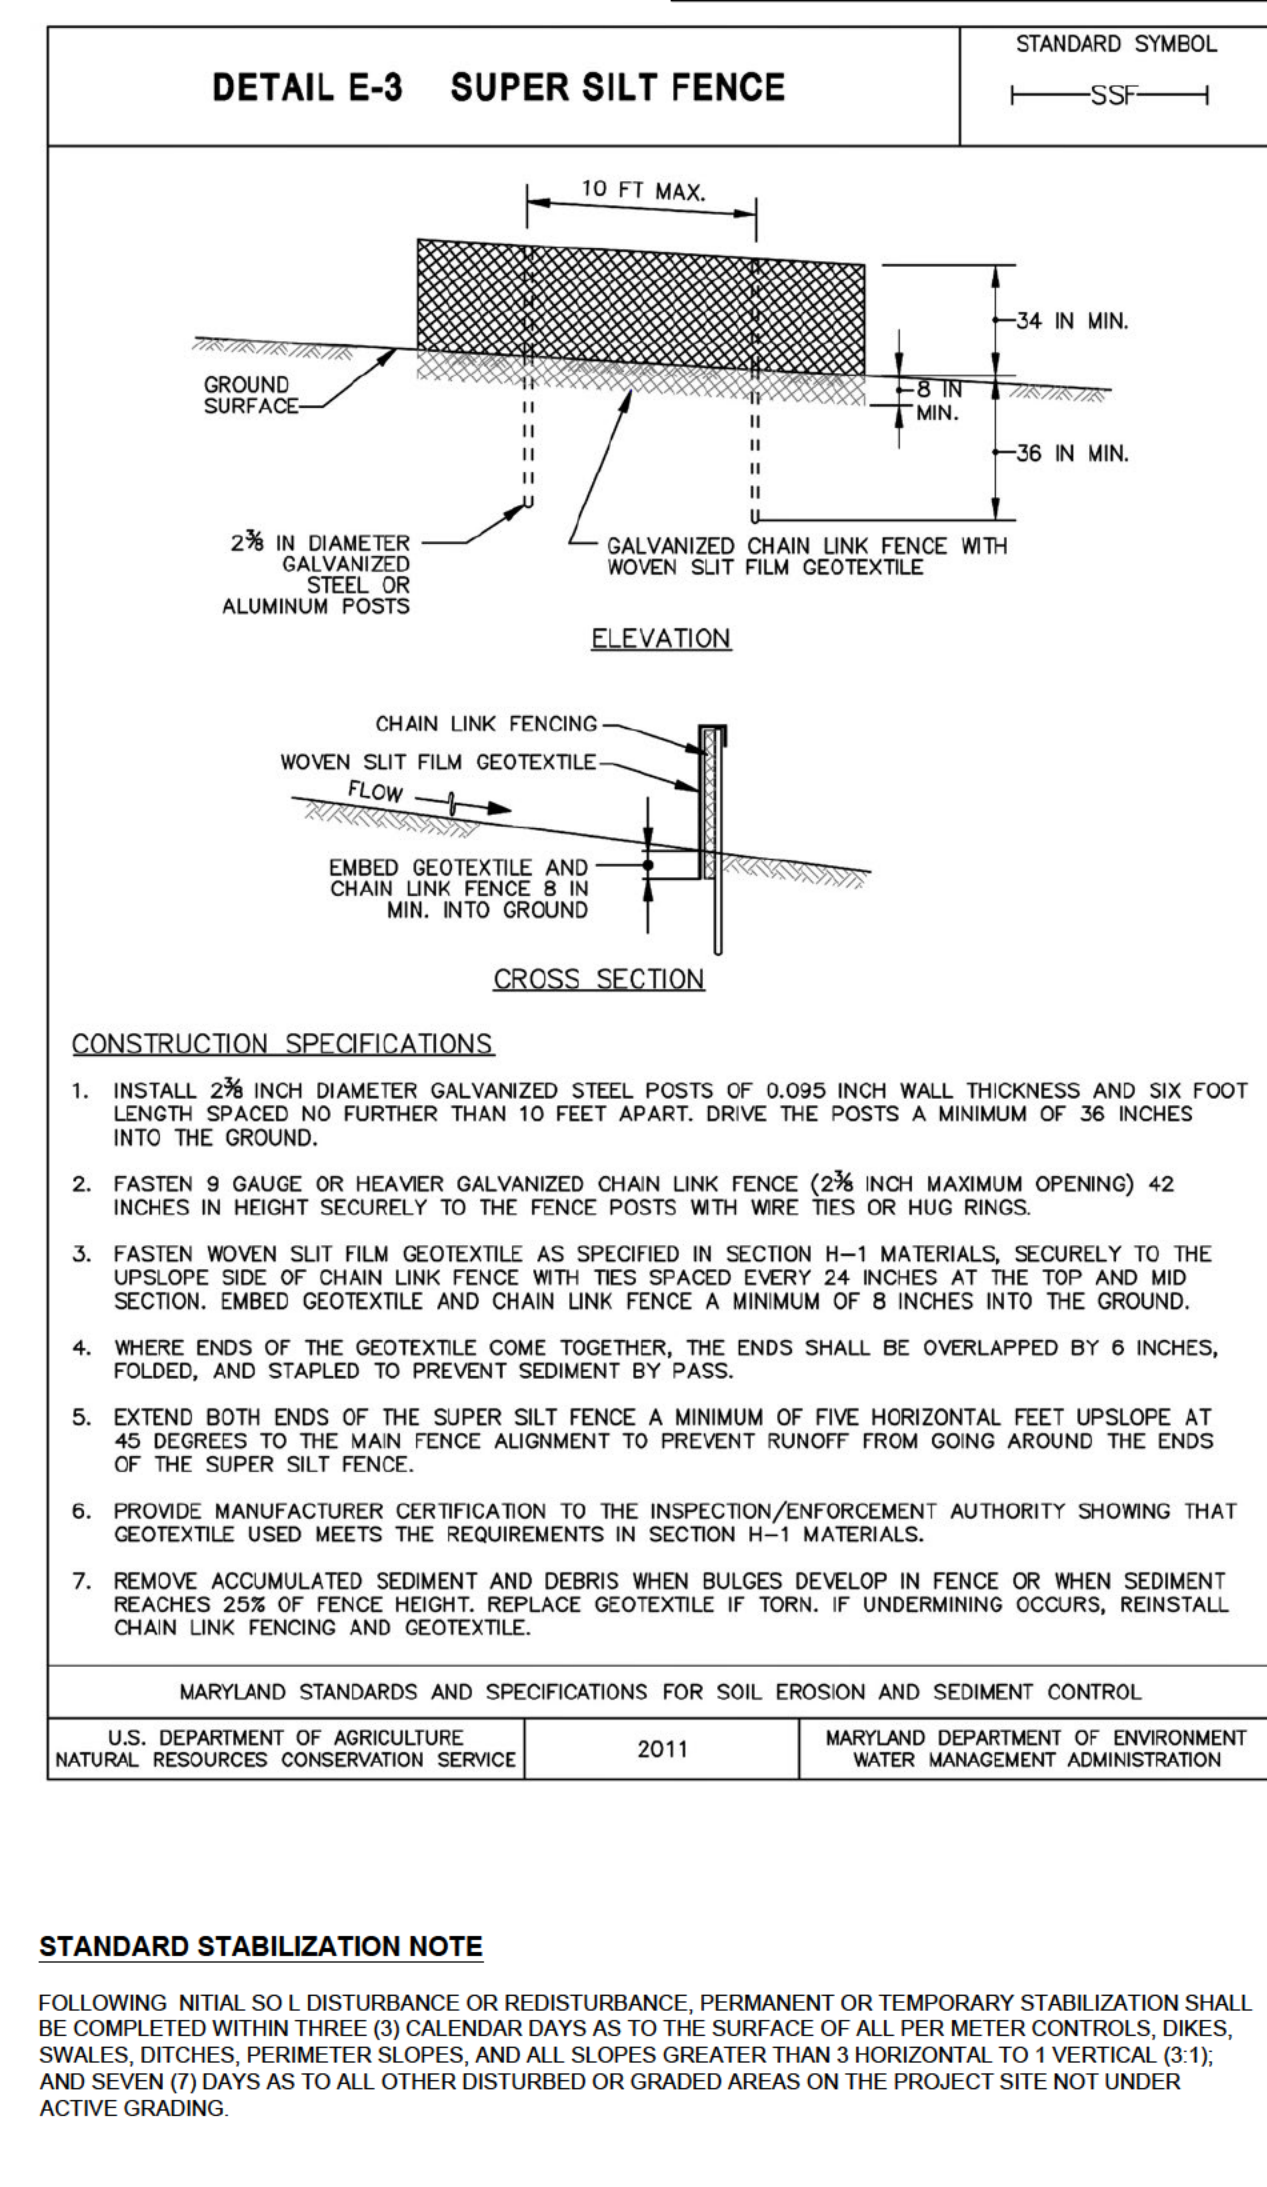 DETAIL E-3 SUPER SILT FENCE
STANDARD SYMBOL
SSF
10 FT MAX.
34 IN MIN.
GROUND
SURFACE
8 IN
MIN.
36 IN MIN.
2⅜ IN DIAMETER
GALVANIZED
STEEL OR
ALUMINUM POSTS
GALVANIZED CHAIN LINK FENCE WITH
WOVEN SLIT FILM GEOTEXTILE
ELEVATION
CHAIN LINK FENCING
WOVEN SLIT FILM GEOTEXTILE
FLOW
EMBED GEOTEXTILE AND
CHAIN LINK FENCE 8 IN
MIN. INTO GROUND
CROSS SECTION
CONSTRUCTION SPECIFICATIONS
1. INSTALL 2⅜ INCH DIAMETER GALVANIZED STEEL POSTS OF 0.095 INCH WALL THICKNESS AND SIX FOOT
LENGTH SPACED NO FURTHER THAN 10 FEET APART. DRIVE THE POSTS A MINIMUM OF 36 INCHES
INTO THE GROUND.
2. FASTEN 9 GAUGE OR HEAVIER GALVANIZED CHAIN LINK FENCE (2⅜ INCH MAXIMUM OPENING) 42
INCHES IN HEIGHT SECURELY TO THE FENCE POSTS WITH WIRE TIES OR HUG RINGS.
3. FASTEN WOVEN SLIT FILM GEOTEXTILE AS SPECIFIED IN SECTION H-1 MATERIALS, SECURELY TO THE
UPSLOPE SIDE OF CHAIN LINK FENCE WITH TIES SPACED EVERY 24 INCHES AT THE TOP AND MID
SECTION. EMBED GEOTEXTILE AND CHAIN LINK FENCE A MINIMUM OF 8 INCHES INTO THE GROUND.
4. WHERE ENDS OF THE GEOTEXTILE COME TOGETHER, THE ENDS SHALL BE OVERLAPPED BY 6 INCHES,
FOLDED, AND STAPLED TO PREVENT SEDIMENT BY PASS.
5. EXTEND BOTH ENDS OF THE SUPER SILT FENCE A MINIMUM OF FIVE HORIZONTAL FEET UPSLOPE AT
45 DEGREES TO THE MAIN FENCE ALIGNMENT TO PREVENT RUNOFF FROM GOING AROUND THE ENDS
OF THE SUPER SILT FENCE.
6. PROVIDE MANUFACTURER CERTIFICATION TO THE INSPECTION/ENFORCEMENT AUTHORITY SHOWING THAT
GEOTEXTILE USED MEETS THE REQUIREMENTS IN SECTION H-1 MATERIALS.
7. REMOVE ACCUMULATED SEDIMENT AND DEBRIS WHEN BULGES DEVELOP IN FENCE OR WHEN SEDIMENT
REACHES 25% OF FENCE HEIGHT. REPLACE GEOTEXTILE IF TORN. IF UNDERMINING OCCURS, REINSTALL
CHAIN LINK FENCING AND GEOTEXTILE.
MARYLAND STANDARDS AND SPECIFICATIONS FOR SOIL EROSION AND SEDIMENT CONTROL
U.S. DEPARTMENT OF AGRICULTURE
NATURAL RESOURCES CONSERVATION SERVICE
2011
MARYLAND DEPARTMENT OF ENVIRONMENT
WATER MANAGEMENT ADMINISTRATION
STANDARD STABILIZATION NOTE
FOLLOWING NITIAL SO L DISTURBANCE OR REDISTURBANCE, PERMANENT OR TEMPORARY STABILIZATION SHALL
BE COMPLETED WITHIN THREE (3) CALENDAR DAYS AS TO THE SURFACE OF ALL PER METER CONTROLS, DIKES,
SWALES, DITCHES, PERIMETER SLOPES, AND ALL SLOPES GREATER THAN 3 HORIZONTAL TO 1 VERTICAL (3:1);
AND SEVEN (7) DAYS AS TO ALL OTHER DISTURBED OR GRADED AREAS ON THE PROJECT SITE NOT UNDER
ACTIVE GRADING.